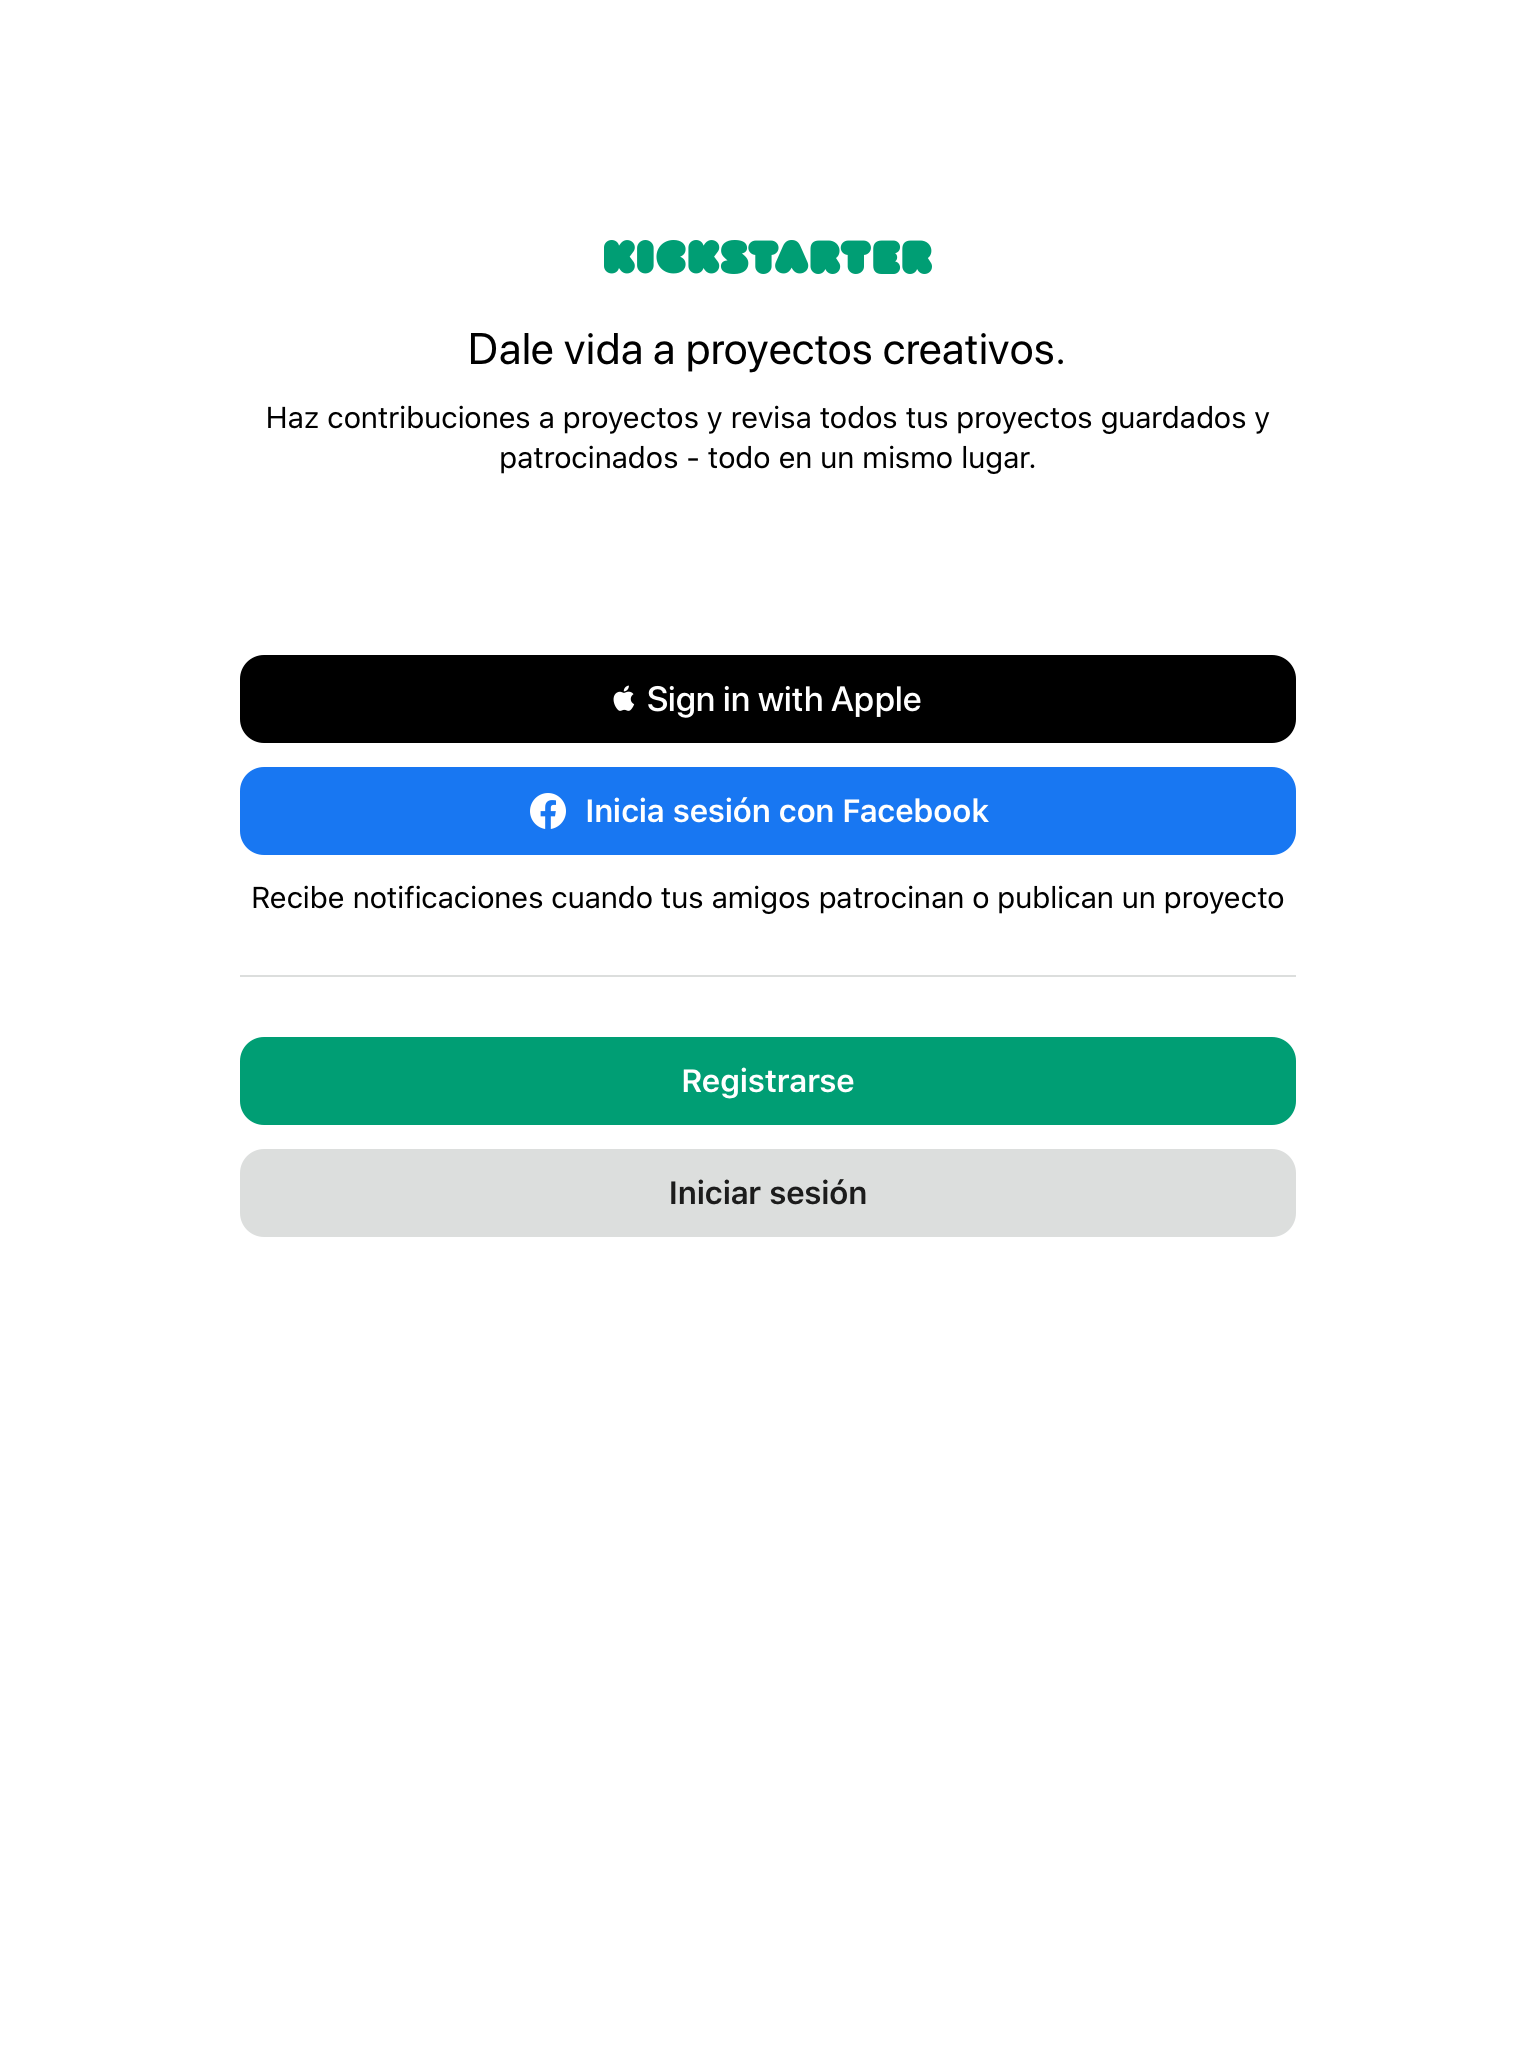 KICKSTARTER
Dale vida a proyectos creativos.
Haz contribuciones a proyectos y revisa todos tus proyectos guardados y
patrocinados - todo en un mismo lugar.
Sign in with Apple
Inicia sesión con Facebook
Recibe notificaciones cuando tus amigos patrocinan o publican un proyecto
Registrarse
Iniciar sesión